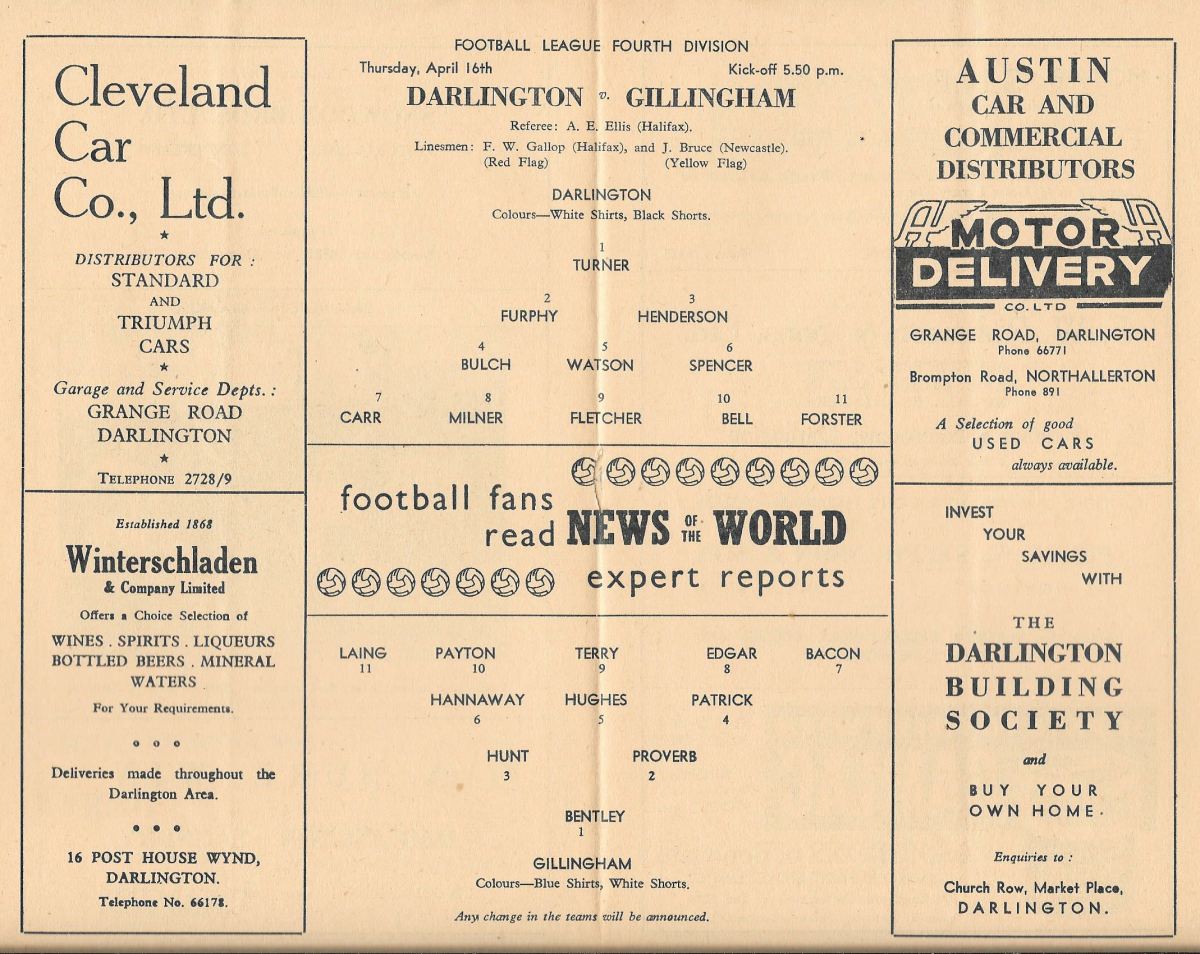 Cleveland
Car
Co., Ltd.
DISTRIBUTORS FOR :
STANDARD
AND
TRIUMPH
CARS
Garage and Service Depts. :
GRANGE ROAD
DARLINGTON
TELEPHONE 2728/9
Established 1868
Winterschladen
& Company Limited
Offers a Choice Selection of
WINES . SPIRITS . LIQUEURS
BOTTLED BEERS . MINERAL
WATERS
For Your Requirements.
Deliveries made throughout the
Darlington Area.
16 POST HOUSE WYND,
DARLINGTON.
Telephone No. 66178.
FOOTBALL LEAGUE FOURTH DIVISION
Thursday, April 16th Kick-off 5.50 p.m.
DARLINGTON v. GILLINGHAM
Referee: A. E. Ellis (Halifax).
Linesmen: F. W. Gallop (Halifax), and J. Bruce (Newcastle).
(Red Flag) (Yellow Flag)
DARLINGTON
Colours—White Shirts, Black Shorts.
1
TURNER
2 3
FURPHY HENDERSON
4 5 6
BULCH WATSON SPENCER
7 8 9 10 11
CARR MILNER FLETCHER BELL FORSTER
football fans
read NEWS OF THE WORLD
expert reports
LAING PAYTON TERRY EDGAR BACON
11 10 9 8 7
HANNAWAY HUGHES PATRICK
6 5 4
HUNT PROVERB
3 2
BENTLEY
1
GILLINGHAM
Colours—Blue Shirts, White Shorts.
Any change in the teams will be announced.
AUSTIN
CAR AND
COMMERCIAL
DISTRIBUTORS
MOTOR
DELIVERY
CO. LTD
GRANGE ROAD, DARLINGTON
Phone 66771
Brompton Road, NORTHALLERTON
Phone 891
A Selection of good
USED CARS
always available.
INVEST
YOUR
SAVINGS
WITH
THE
DARLINGTON
BUILDING
SOCIETY
and
BUY YOUR
OWN HOME.
Enquiries to :
Church Row, Market Place,
DARLINGTON.